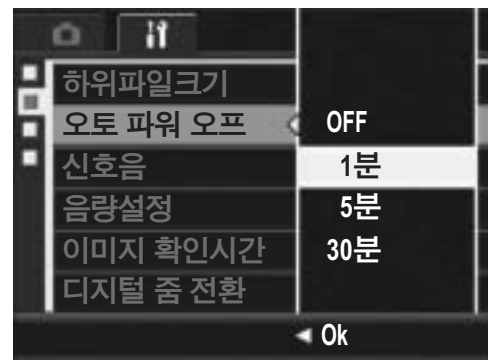 하위파일크기
오토 파워 오프 OFF
신호음 1분
음량설정 5분
이미지 확인시간 30분
디지털 줌 전환
Ok